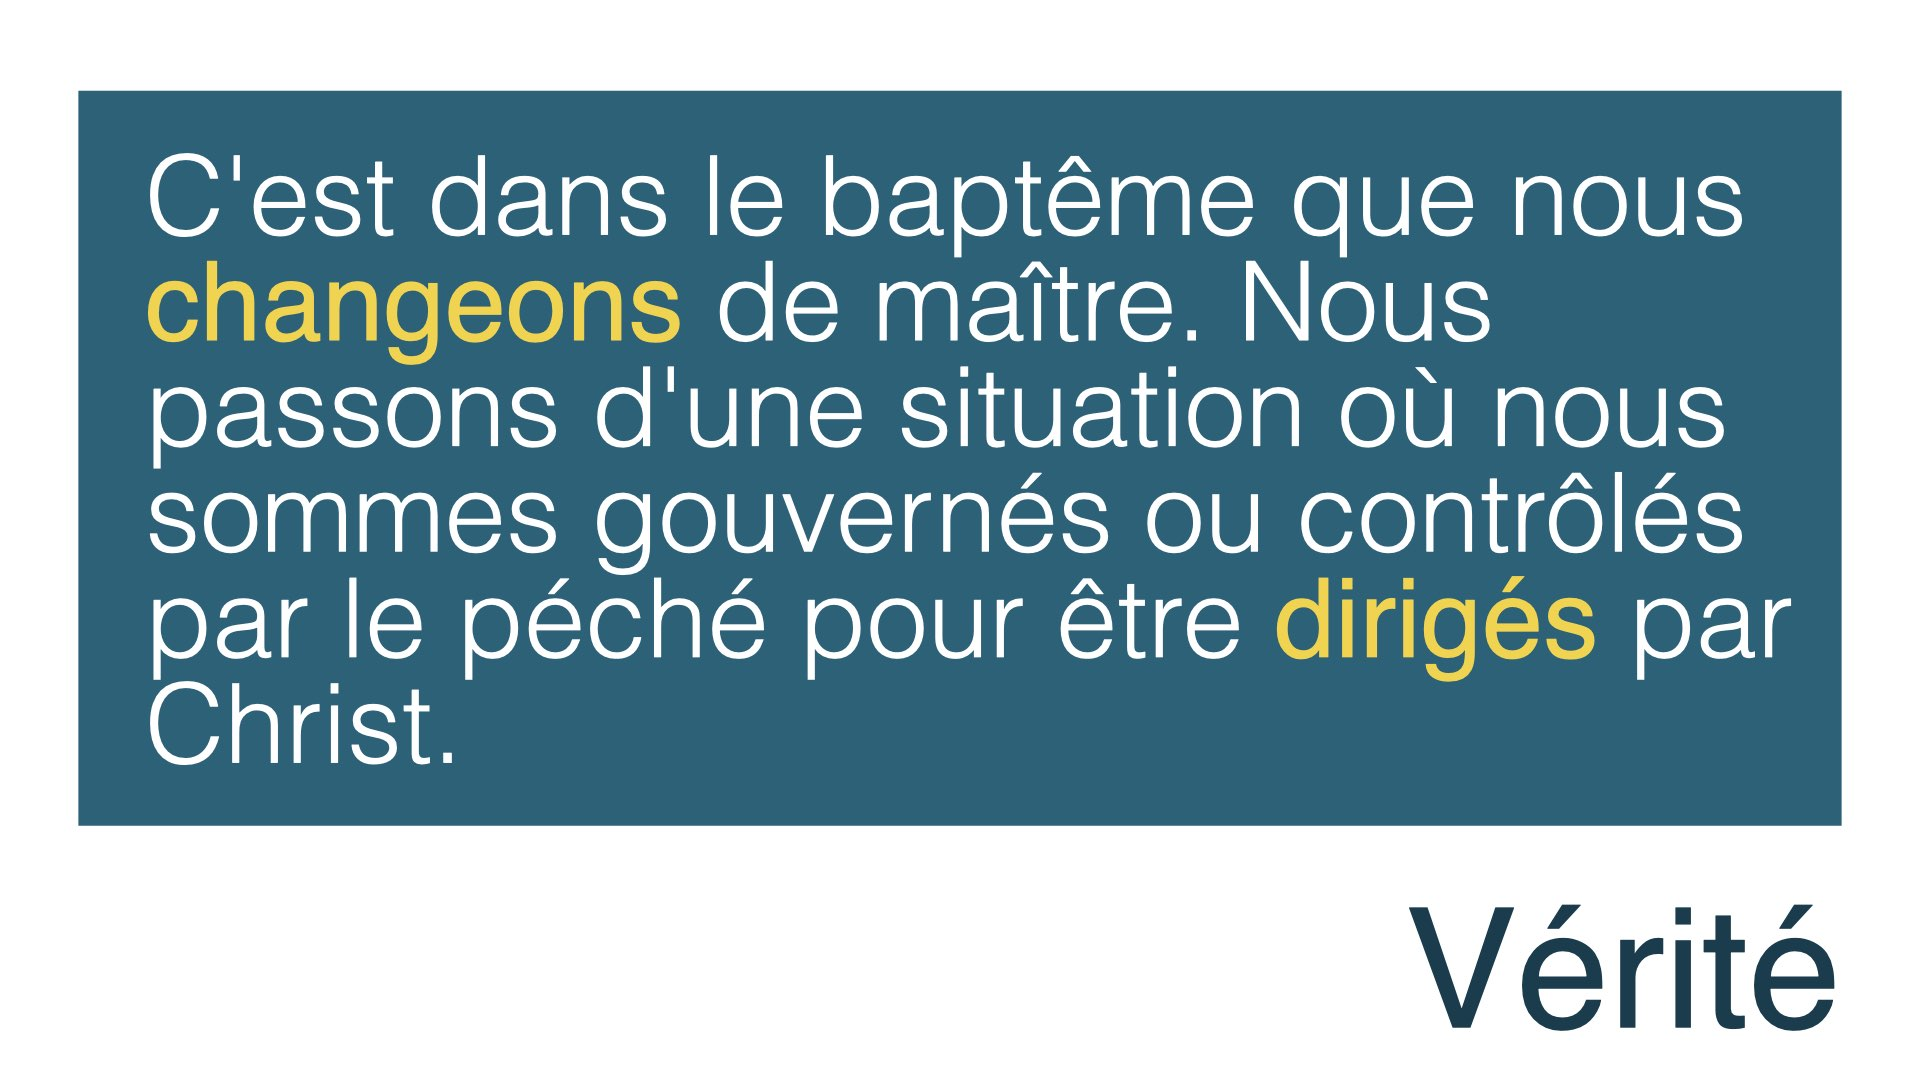 C'est dans le baptême que nous
changeons de maître. Nous
passons d'une situation où nous
sommes gouvernés ou contrôlés
par le péché pour être dirigés par
Christ.
Vérité